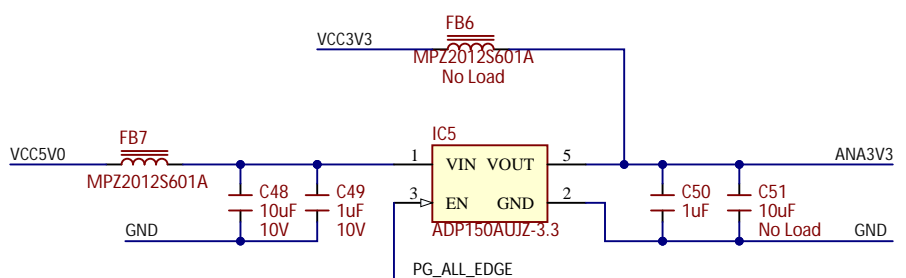 FB6
VCC3V3
MPZ2012S601A
No Load
FB7
VCC5V0
MPZ2012S601A
IC5
1 VIN VOUT 5
ANA3V3
3 EN GND 2
ADP150AUJZ-3.3
C48
10uF
10V
C49
1uF
10V
C50
1uF
C51
10uF
No Load
GND
GND
PG_ALL_EDGE